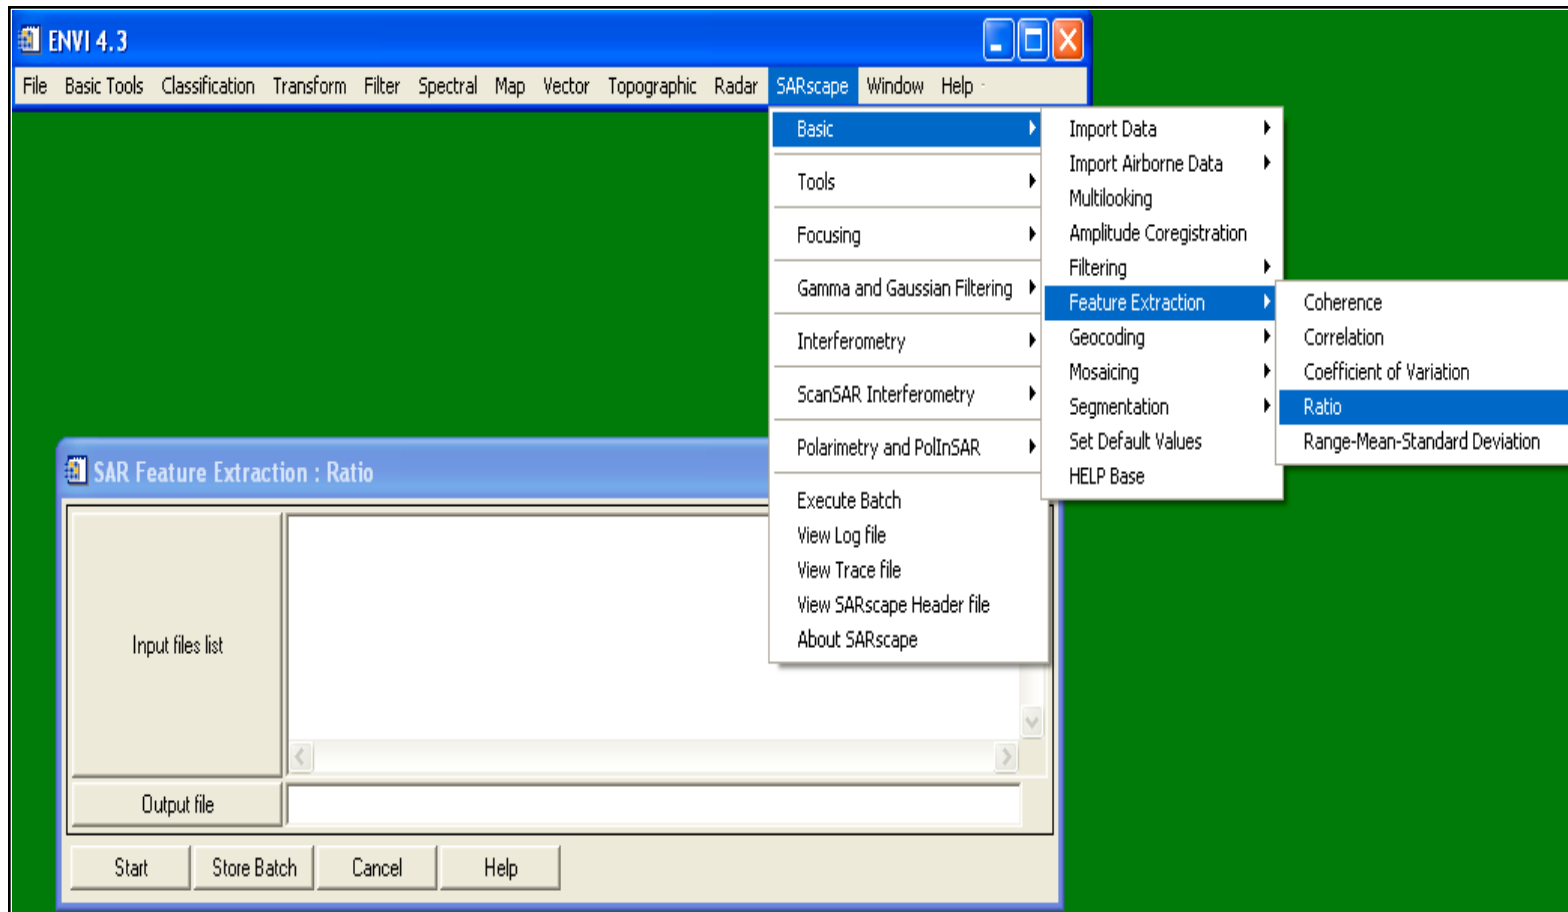 ENVI 4.3
File Basic Tools Classification Transform Filter Spectral Map Vector Topographic Radar SARscape Window Help
Basic
Tools
Focusing
Gamma and Gaussian Filtering
Interferometry
ScanSAR Interferometry
Polarimetry and PolInSAR
Execute Batch
View Log file
View Trace file
View SARscape Header file
About SARscape
Import Data
Import Airborne Data
Multilooking
Amplitude Coregistration
Filtering
Feature Extraction
Geocoding
Mosaicing
Segmentation
Set Default Values
HELP Base
Coherence
Correlation
Coefficient of Variation
Ratio
Range-Mean-Standard Deviation
SAR Feature Extraction : Ratio
Input files list
Output file
Start Store Batch Cancel Help